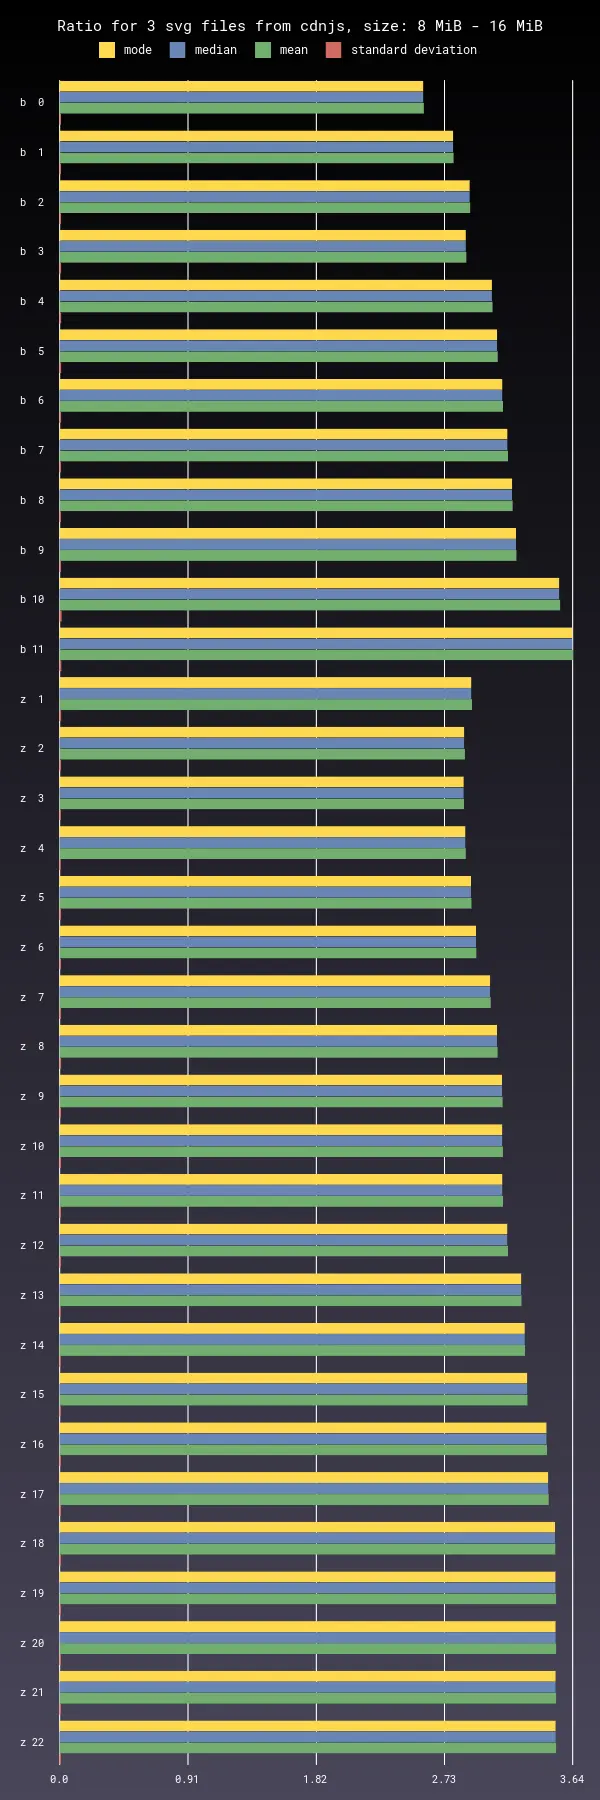 Ratio for 3 svg files from cdnjs, size: 8 MiB - 16 MiB
mode median mean standard deviation
b 0
b 1
b 2
b 3
b 4
b 5
b 6
b 7
b 8
b 9
b 10
b 11
z 1
z 2
z 3
z 4
z 5
z 6
z 7
z 8
z 9
z 10
z 11
z 12
z 13
z 14
z 15
z 16
z 17
z 18
z 19
z 20
z 21
z 22
0.0 0.91 1.82 2.73 3.64